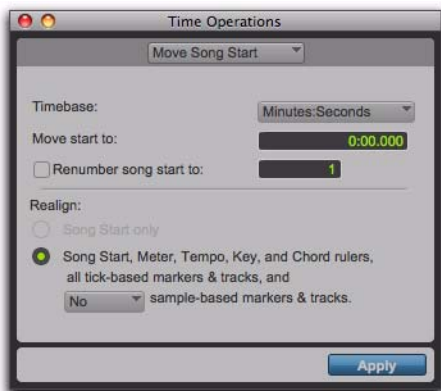 Time Operations
Move Song Start
Timebase: Minutes:Seconds
Move start to: 0:00.000
Renumber song start to: 1
Realign:
Song Start only
Song Start, Meter, Tempo, Key, and Chord rulers,
all tick-based markers & tracks, and
No sample-based markers & tracks.
Apply